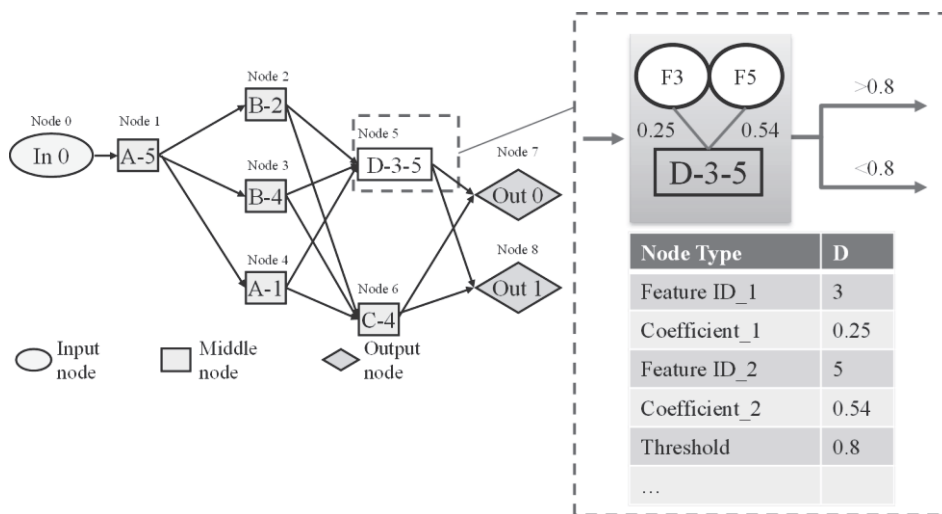 Node 0
In 0
Node 1
A-5
Node 2
B-2
Node 3
B-4
Node 4
A-1
Node 5
D-3-5
Node 6
C-4
Node 7
Out 0
Node 8
Out 1
Input
node
Middle
node
Output
node
F3
F5
0.25
0.54
D-3-5
>0.8
<0.8
Node Type D
Feature ID_1 3
Coefficient_1 0.25
Feature ID_2 5
Coefficient_2 0.54
Threshold 0.8
…